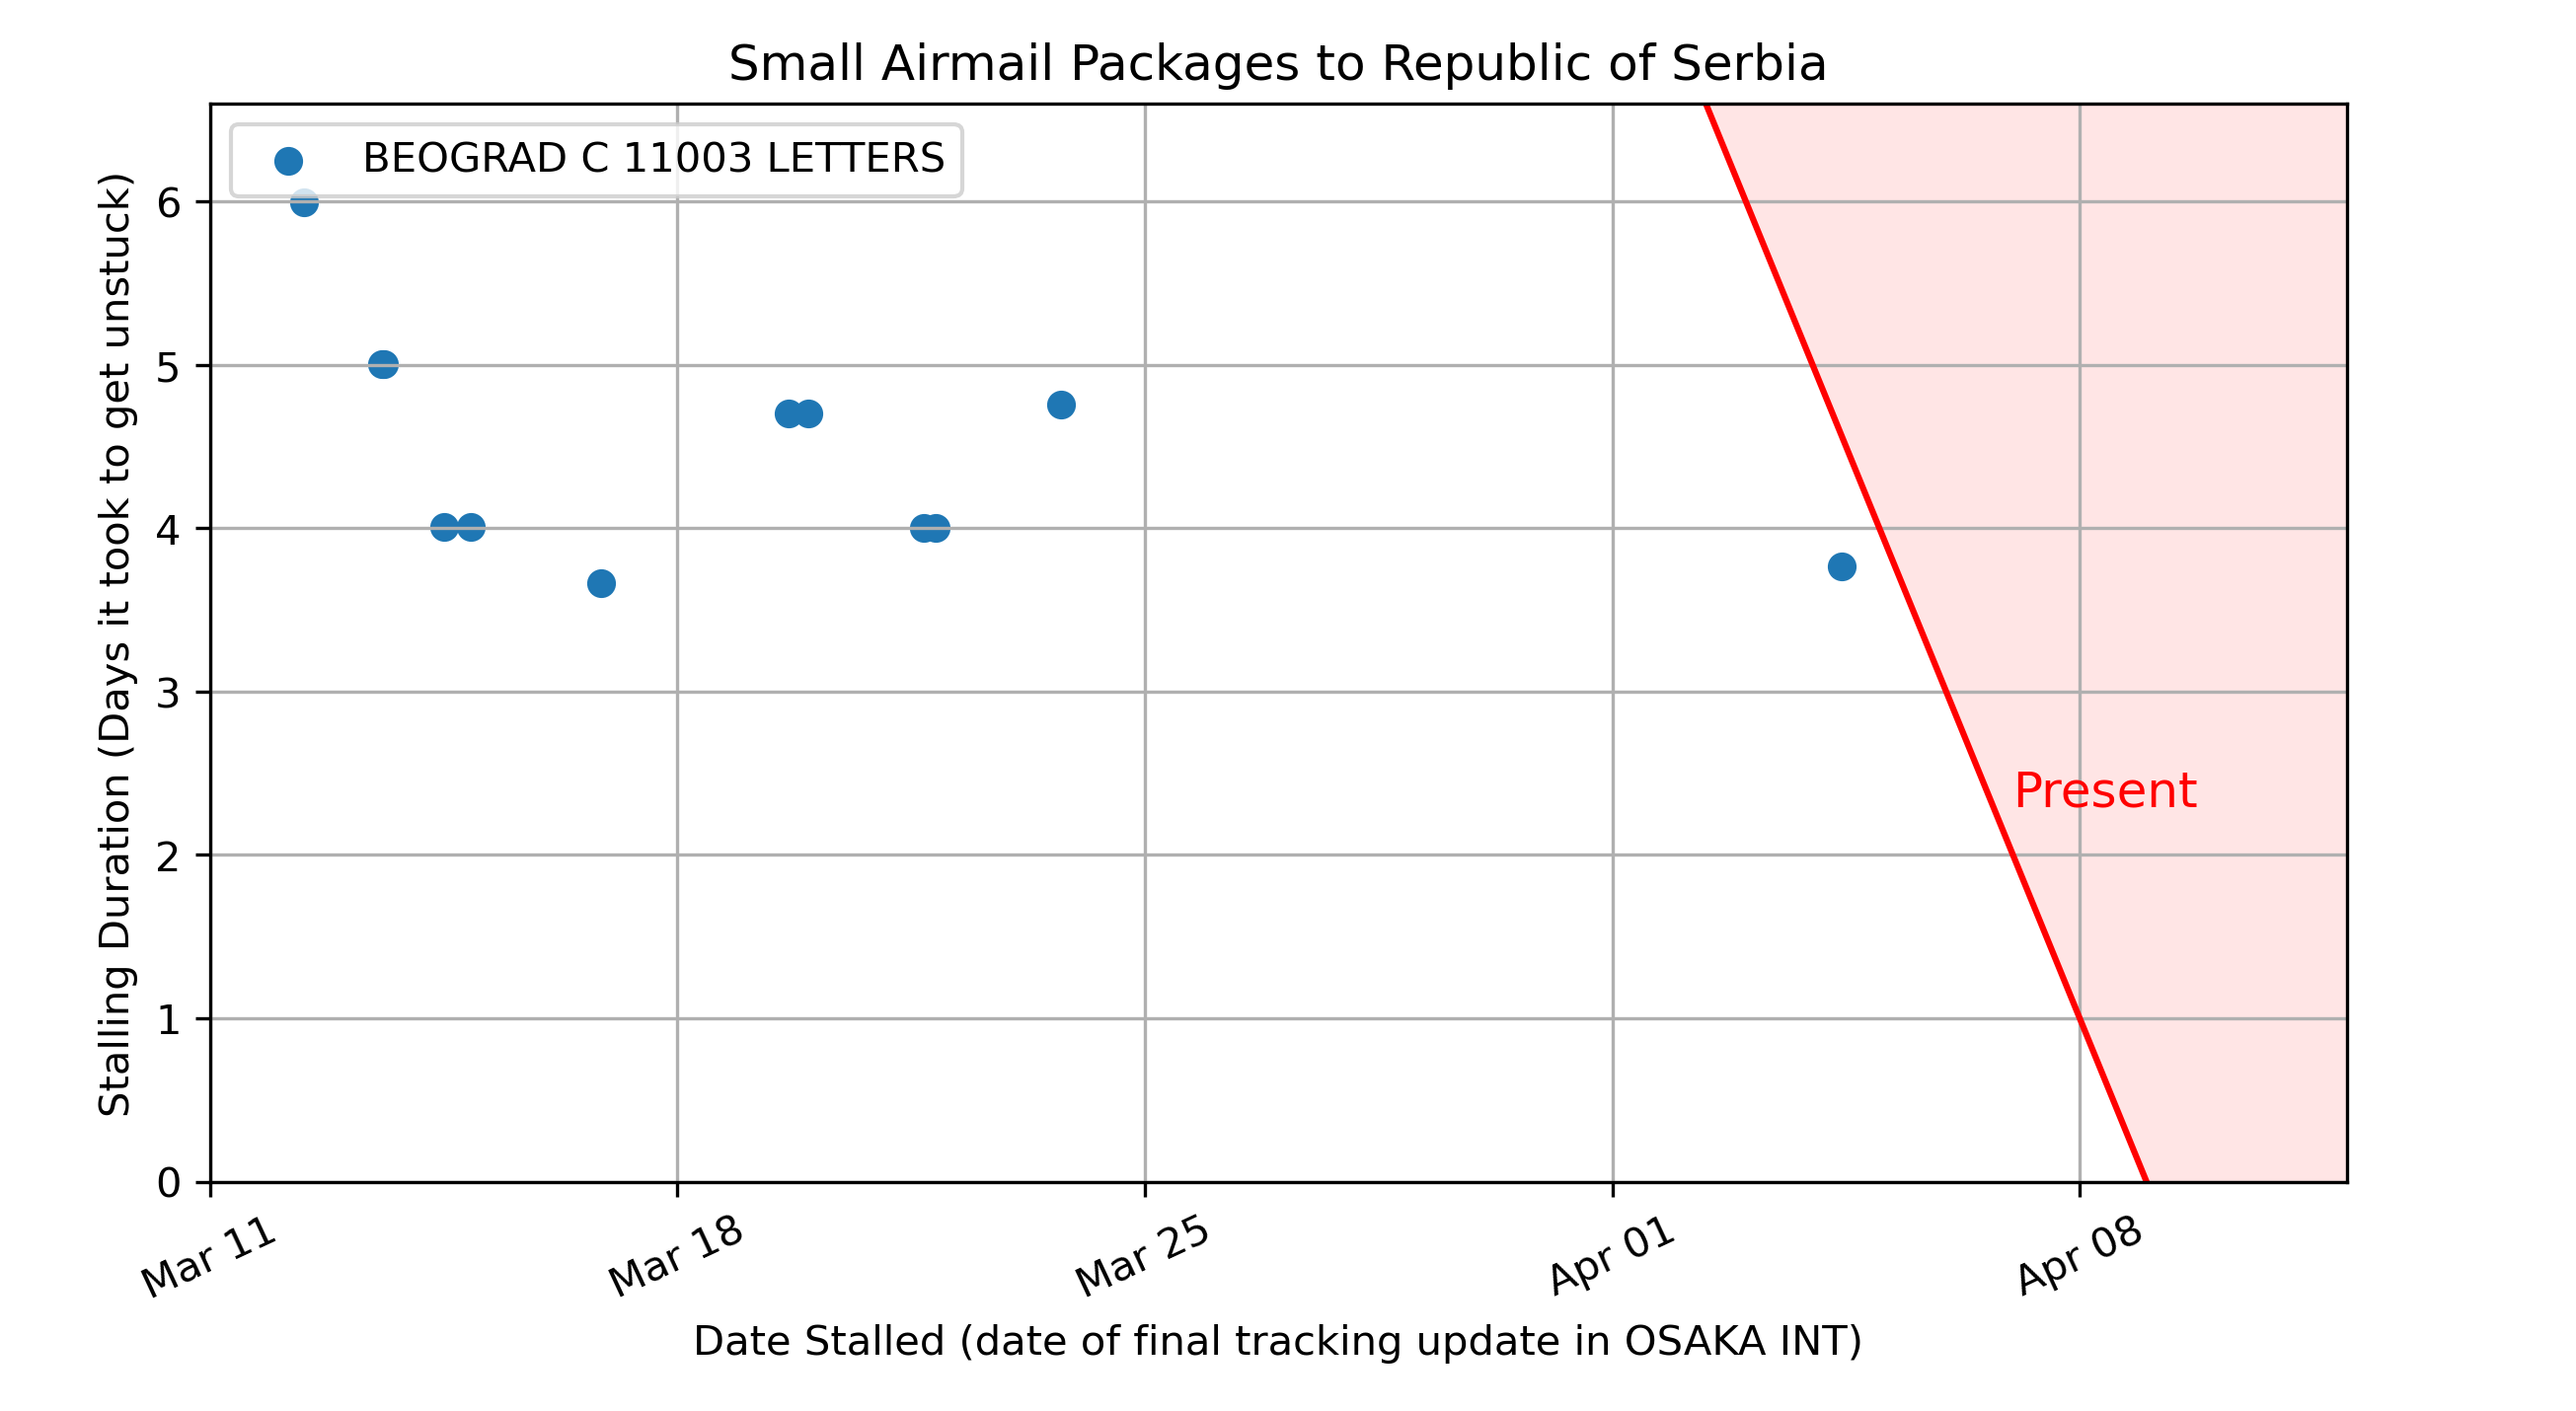 Small Airmail Packages to Republic of Serbia
BEOGRAD C 11003 LETTERS
Stalling Duration (Days it took to get unstuck)
6
5
4
3
2
1
0
Present
Mar 11
Mar 18
Mar 25
Apr 01
Apr 08
Date Stalled (date of final tracking update in OSAKA INT)